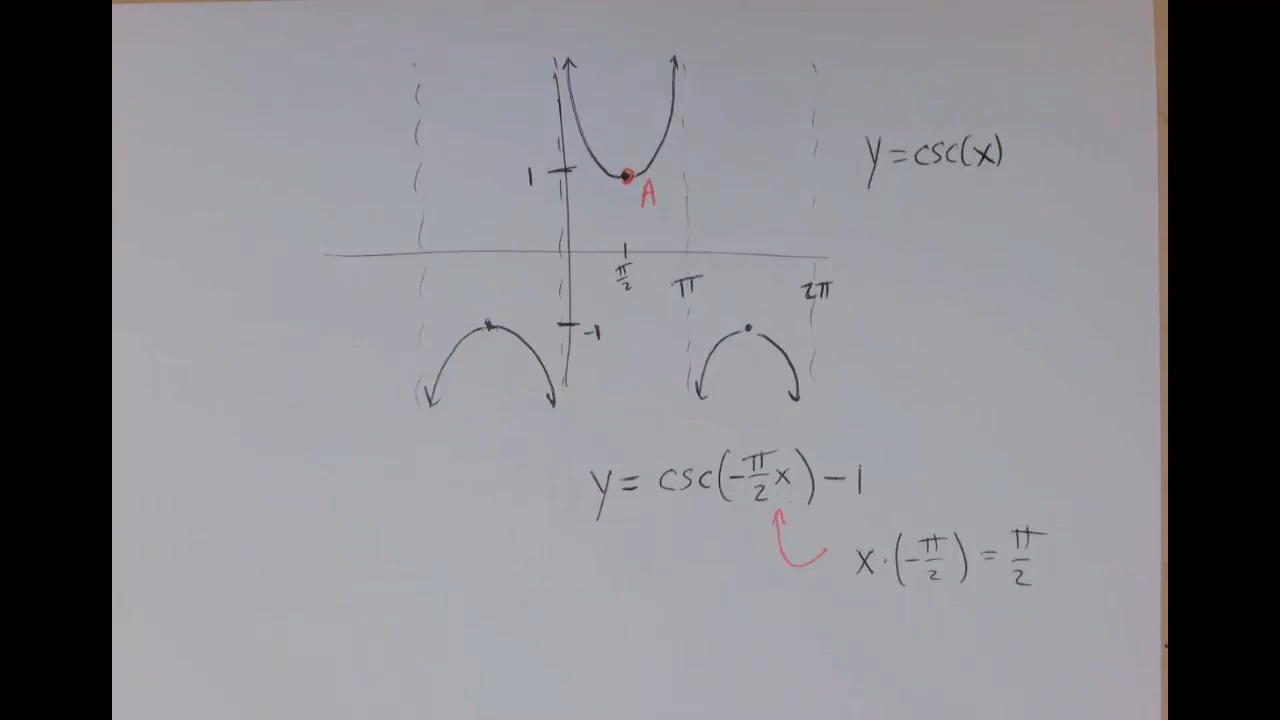 y=csc(x)
1
A
π/2
π
2π
-1
y = csc(-π/2 x) - 1
x·(-π/2) = π/2